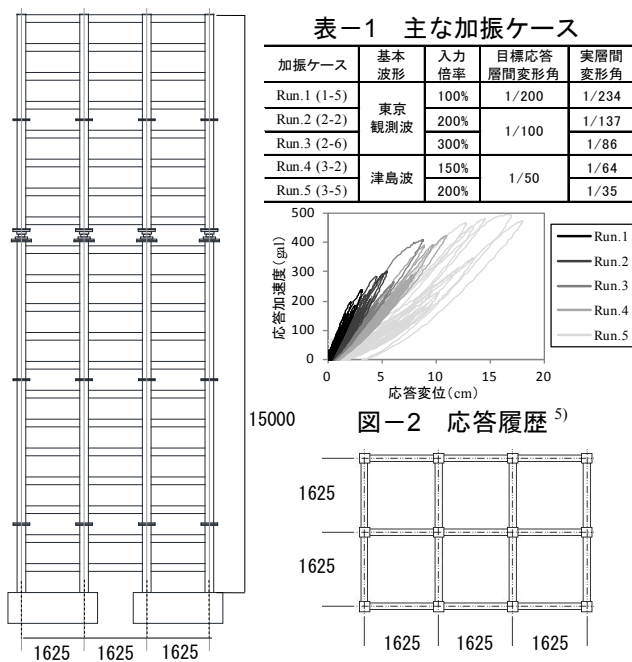 15000
1625 1625 1625
表－1 主な加振ケース
加振ケース 基本波形 入力倍率 目標応答層間変形角 実層間変形角
Run.1 (1-5) 東京観測波 100% 1/200 1/234
Run.2 (2-2) 200% 1/100 1/137
Run.3 (2-6) 300% 1/86
Run.4 (3-2) 津島波 150% 1/50 1/64
Run.5 (3-5) 200% 1/35
応答加速度(gal)
500
400
300
200
100
0
0 5 10 15 20
応答変位(cm)
Run.1
Run.2
Run.3
Run.4
Run.5
図－2 応答履歴 5)
1625
1625
1625 1625 1625